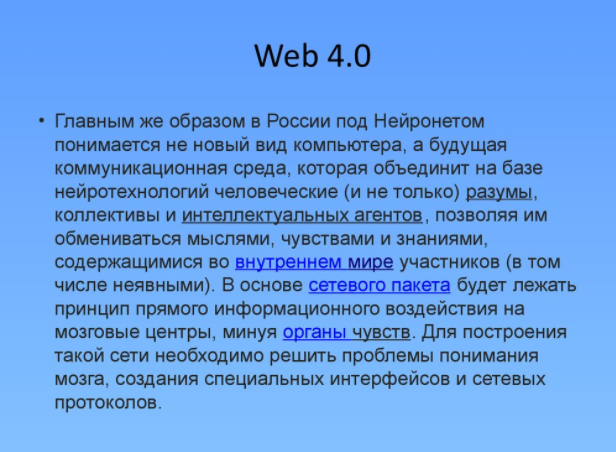 Web 4.0
• Главным же образом в России под Нейронетом
понимается не новый вид компьютера, а будущая
коммуникационная среда, которая объединит на базе
нейротехнологий человеческие (и не только) разумы,
коллективы и интеллектуальных агентов, позволяя им
обмениваться мыслями, чувствами и знаниями,
содержащимися во внутреннем мире участников (в том
числе неявными). В основе сетевого пакета будет лежать
принцип прямого информационного воздействия на
мозговые центры, минуя органы чувств. Для построения
такой сети необходимо решить проблемы понимания
мозга, создания специальных интерфейсов и сетевых
протоколов.